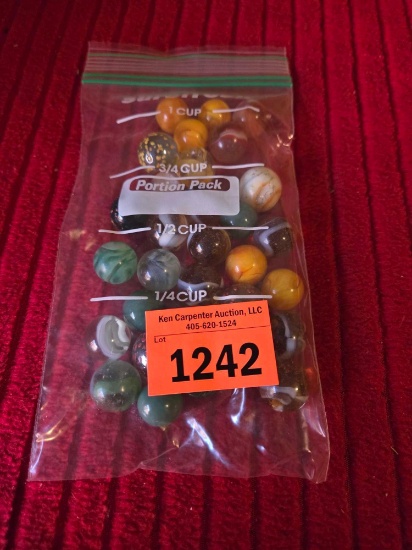 1 CUP
3/4 CUP
Portion Pack
1/2 CUP
1/4 CUP
Ken Carpenter Auction, LLC
405-620-1524
Lot
1242